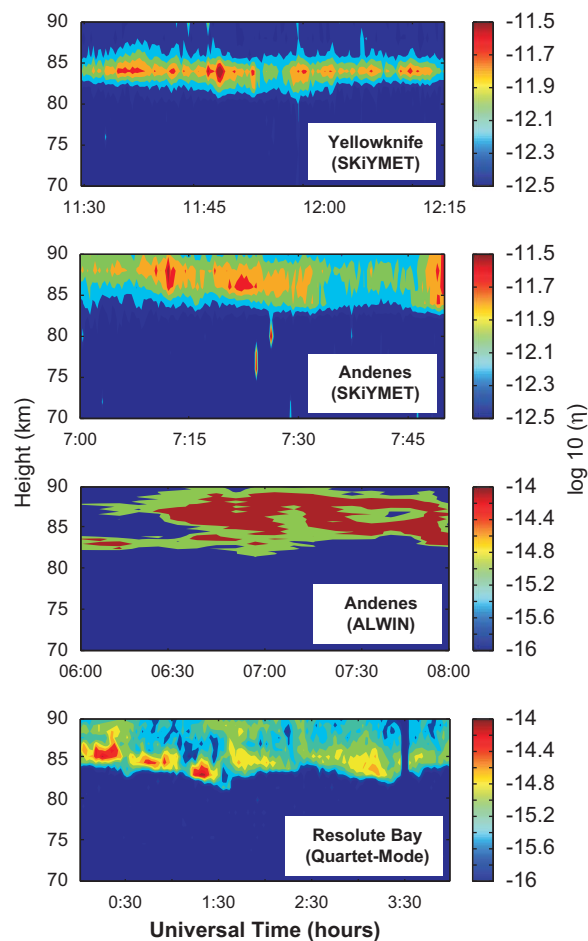 90
85
80
75
70
Yellowknife
(SKiYMET)
11:30 11:45 12:00 12:15
-11.5
-11.7
-11.9
-12.1
-12.3
-12.5
90
85
80
75
70
Andenes
(SKiYMET)
7:00 7:15 7:30 7:45
-11.5
-11.7
-11.9
-12.1
-12.3
-12.5
Height (km)
log 10 (η)
90
85
80
75
70
Andenes
(ALWIN)
06:00 06:30 07:00 07:30 08:00
-14
-14.4
-14.8
-15.2
-15.6
-16
90
85
80
75
70
Resolute Bay
(Quartet-Mode)
0:30 1:30 2:30 3:30
-14
-14.4
-14.8
-15.2
-15.6
-16
Universal Time (hours)